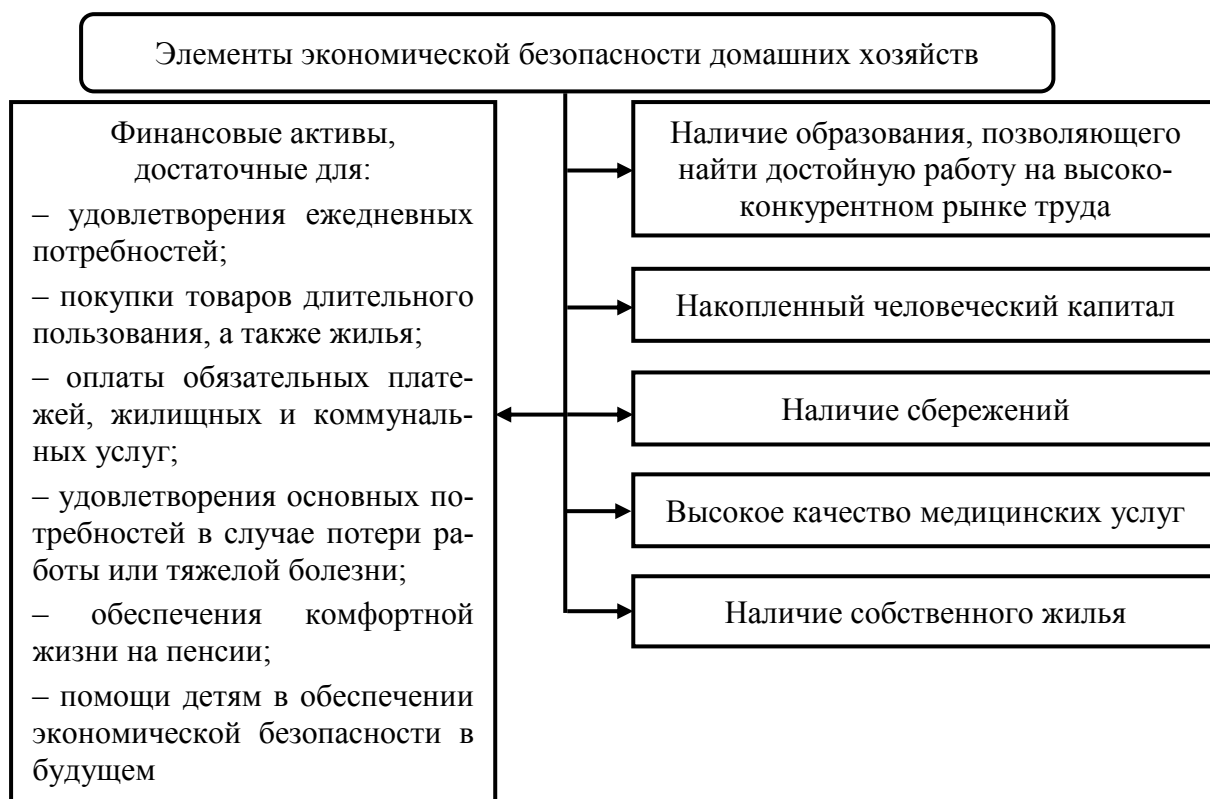 Элементы экономической безопасности домашних хозяйств
Финансовые активы,
достаточные для:
– удовлетворения ежедневных
потребностей;
– покупки товаров длительного
пользования, а также жилья;
– оплаты обязательных плате-
жей, жилищных и коммуналь-
ных услуг;
– удовлетворения основных по-
требностей в случае потери ра-
боты или тяжелой болезни;
– обеспечения комфортной
жизни на пенсии;
– помощи детям в обеспечении
экономической безопасности в
будущем
Наличие образования, позволяющего
найти достойную работу на высоко-
конкурентном рынке труда
Накопленный человеческий капитал
Наличие сбережений
Высокое качество медицинских услуг
Наличие собственного жилья